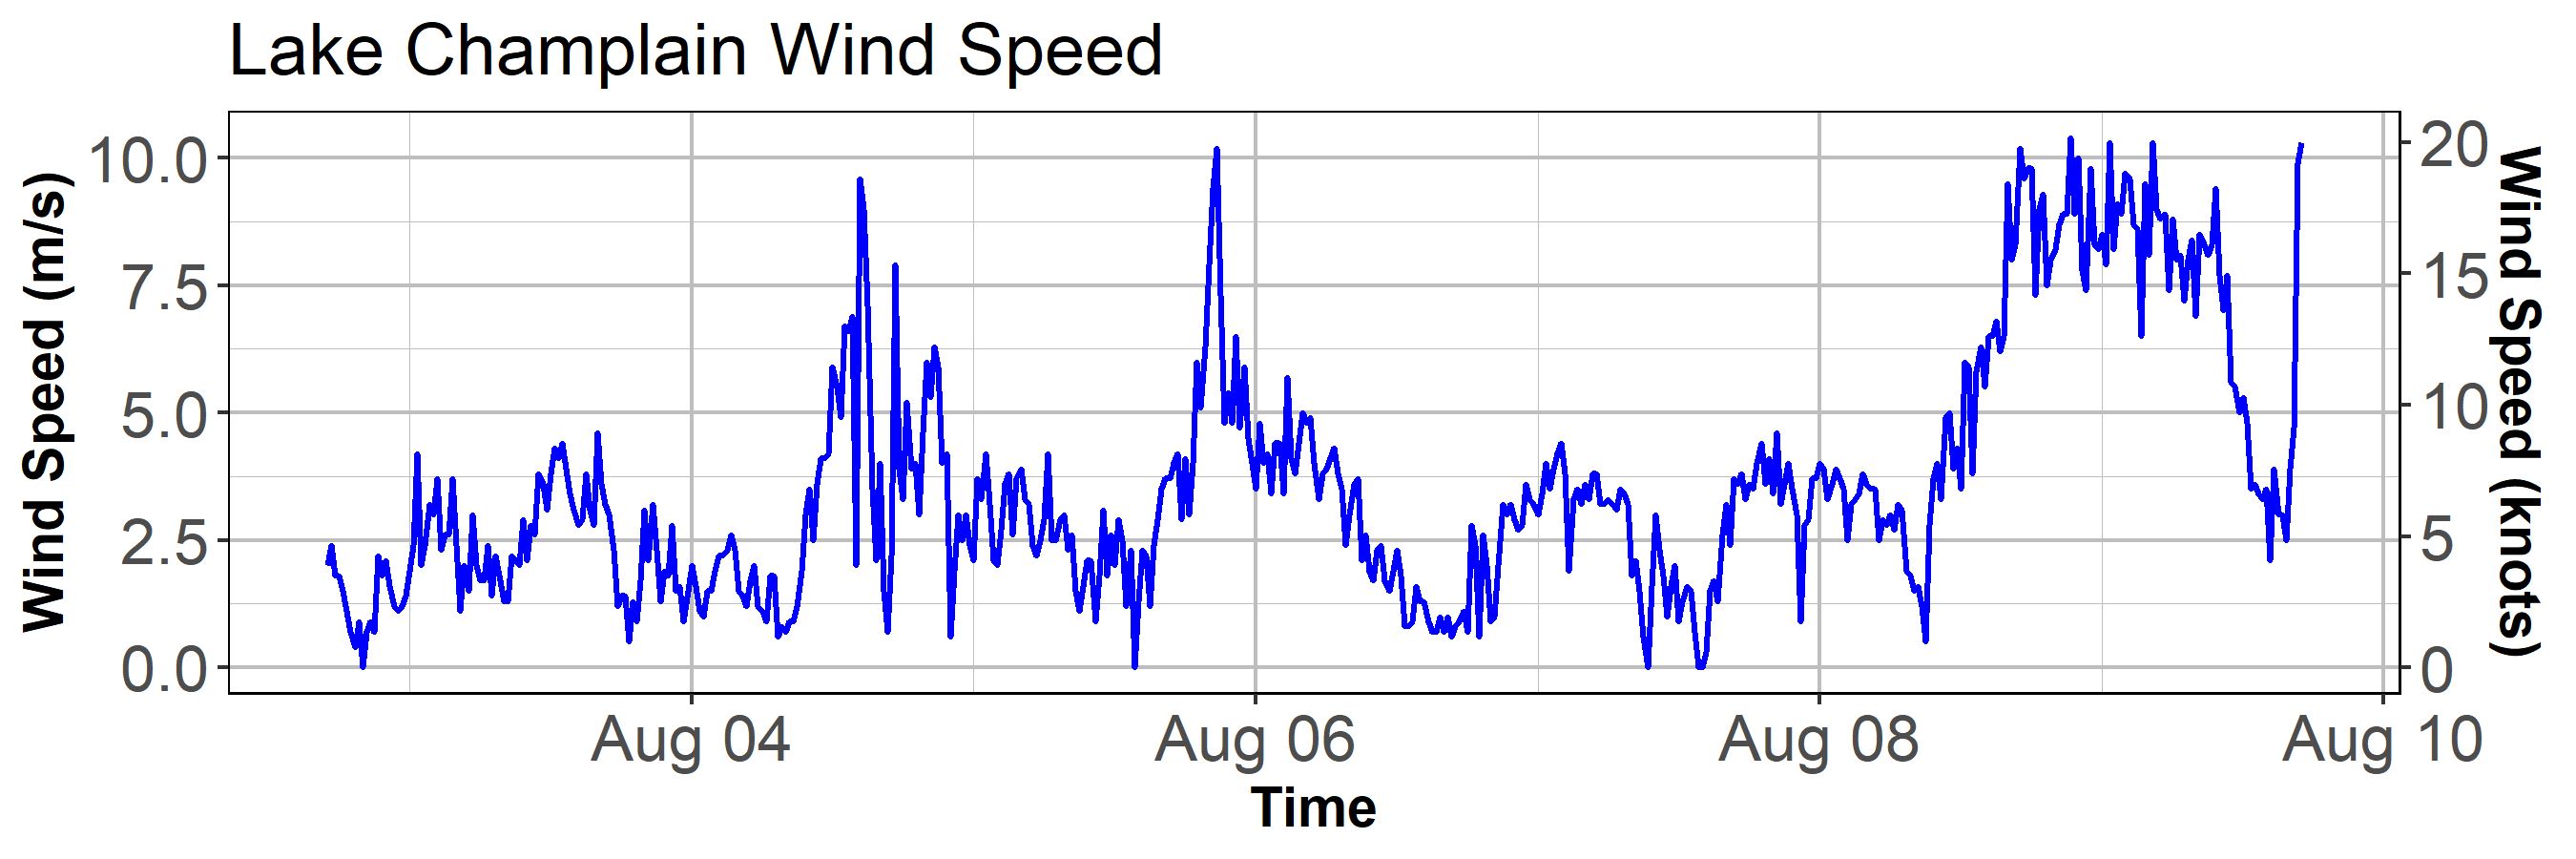 Lake Champlain Wind Speed
Wind Speed (m/s)
10.0
7.5
5.0
2.5
0.0
20
15
10
5
0
Wind Speed (knots)
Aug 04 Aug 06 Aug 08 Aug 10
Time